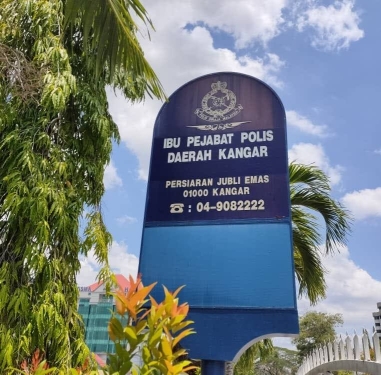 IBU PEJABAT POLIS
DAERAH KANGAR
PERSIARAN JUBLI EMAS
01000 KANGAR
☎ : 04-9082222